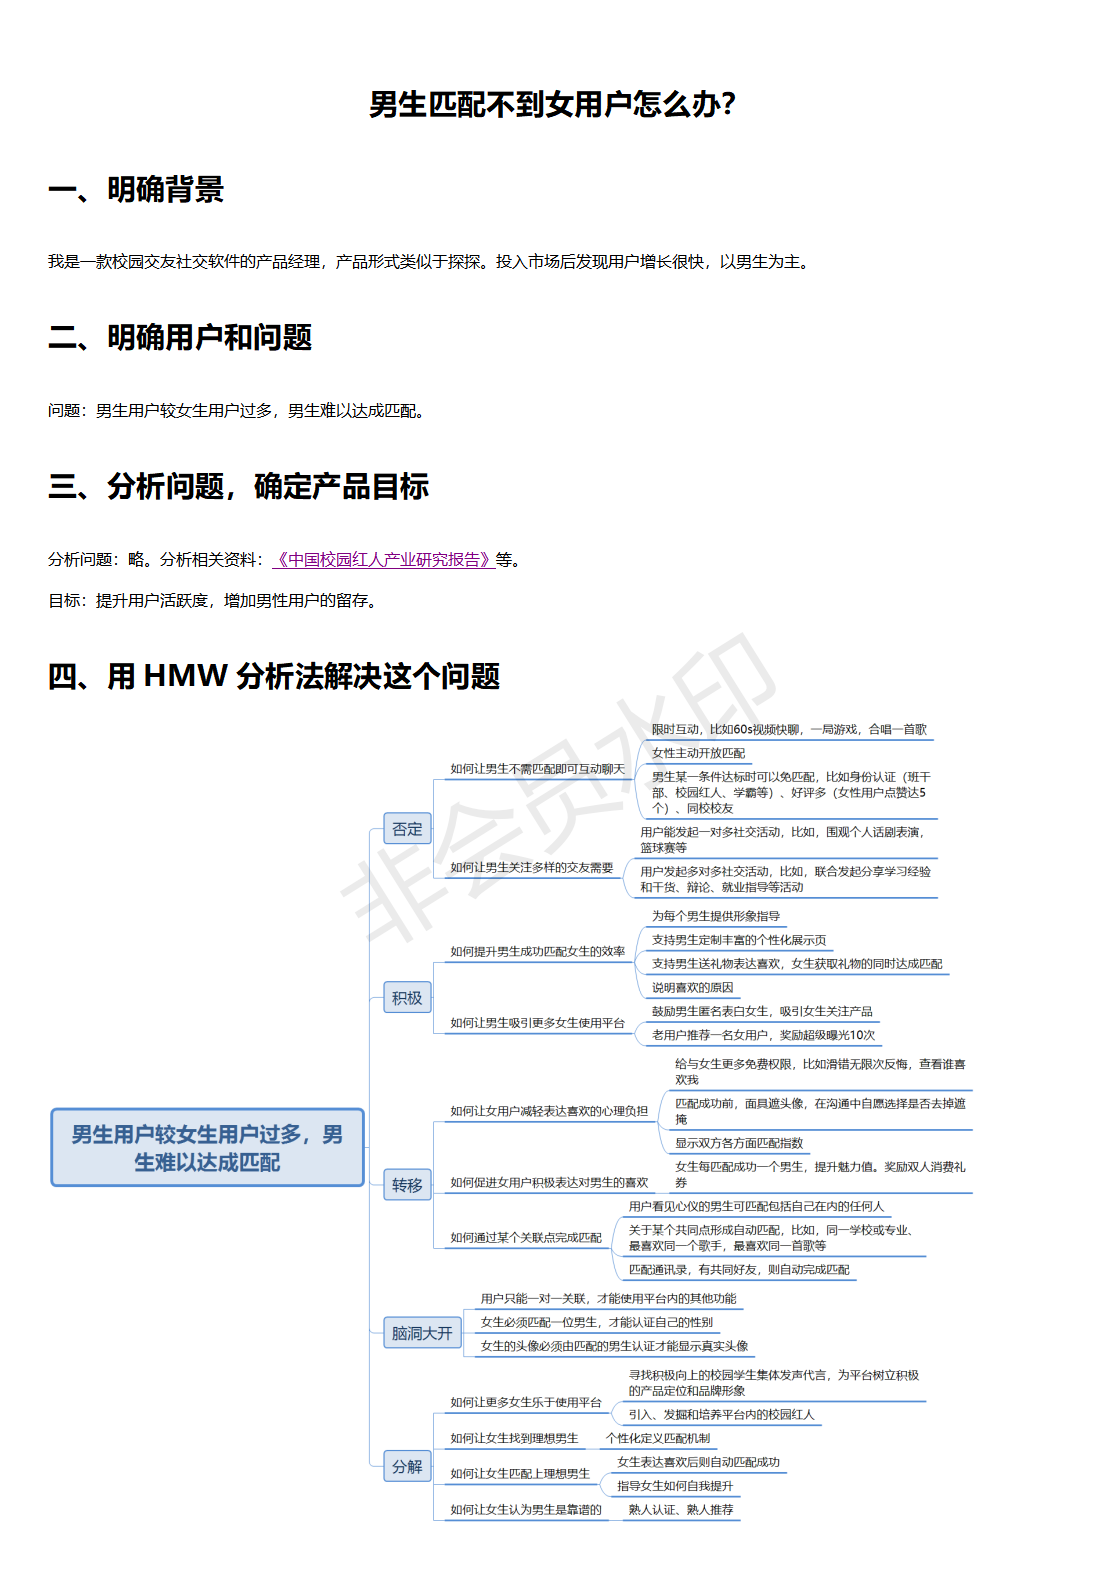 男生匹配不到女用户怎么办？
一、明确背景
我是一款校园交友社交软件的产品经理，产品形式类似于探探。投入市场后发现用户增长很快，以男生为主。
二、明确用户和问题
问题：男生用户较女生用户过多，男生难以达成匹配。
三、分析问题，确定产品目标
分析问题：略。分析相关资料：《中国校园红人产业研究报告》等。
目标：提升用户活跃度，增加男性用户的留存。
四、用 HMW 分析法解决这个问题
非会员水印
男生用户较女生用户过多，男
生难以达成匹配
否定
如何让男生不需匹配即可互动聊天
限时互动，比如60s视频快聊，一局游戏，合唱一首歌
女性主动开放匹配
男生某一条件达标时可以免匹配，比如身份认证（班干
部、校园红人、学霸等）、好评多（女性用户点赞达5
个）、同校校友
如何让男生关注多样的交友需要
用户能发起一对多社交活动，比如，围观个人话剧表演，
篮球赛等
用户发起多对多社交活动，比如，联合发起分享学习经验
和干货、辩论、就业指导等活动
积极
如何提升男生成功匹配女生的效率
为每个男生提供形象指导
支持男生定制丰富的个性化展示页
支持男生送礼物表达喜欢，女生获取礼物的同时达成匹配
说明喜欢的原因
如何让男生吸引更多女生使用平台
鼓励男生匿名表白女生，吸引女生关注产品
老用户推荐一名女用户，奖励超级曝光10次
转移
如何让女用户减轻表达喜欢的心理负担
给与女生更多免费权限，比如滑错无限次反悔，查看谁喜
欢我
匹配成功前，面具遮头像，在沟通中自愿选择是否去掉遮
掩
显示双方各方面匹配指数
如何促进女用户积极表达对男生的喜欢
女生每匹配成功一个男生，提升魅力值。奖励双人消费礼
券
如何通过某个关联点完成匹配
用户看见心仪的男生可匹配包括自己在内的任何人
关于某个共同点形成自动匹配，比如，同一学校或专业、
最喜欢同一个歌手，最喜欢同一首歌等
匹配通讯录，有共同好友，则自动完成匹配
脑洞大开
用户只能一对一关联，才能使用平台内的其他功能
女生必须匹配一位男生，才能认证自己的性别
女生的头像必须由匹配的男生认证才能显示真实头像
分解
如何让更多女生乐于使用平台
寻找积极向上的校园学生集体发声代言，为平台树立积极
的产品定位和品牌形象
引入、发掘和培养平台内的校园红人
如何让女生找到理想男生
个性化定义匹配机制
如何让女生匹配上理想男生
女生表达喜欢后则自动匹配成功
指导女生如何自我提升
如何让女生认为男生是靠谱的
熟人认证、熟人推荐